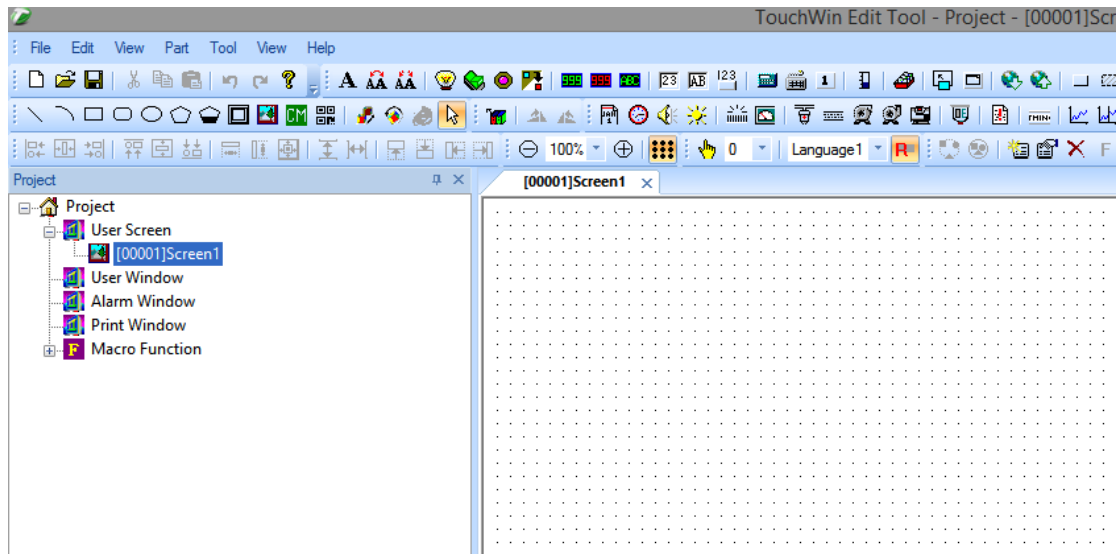 TouchWin Edit Tool - Project - [00001]Scr
File Edit View Part Tool View Help
A AA AA 999 999 ABC 23 AB 123 1
CM
100% 0 Language1 R F
Project
[00001]Screen1
Project
User Screen
[00001]Screen1
User Window
Alarm Window
Print Window
F Macro Function